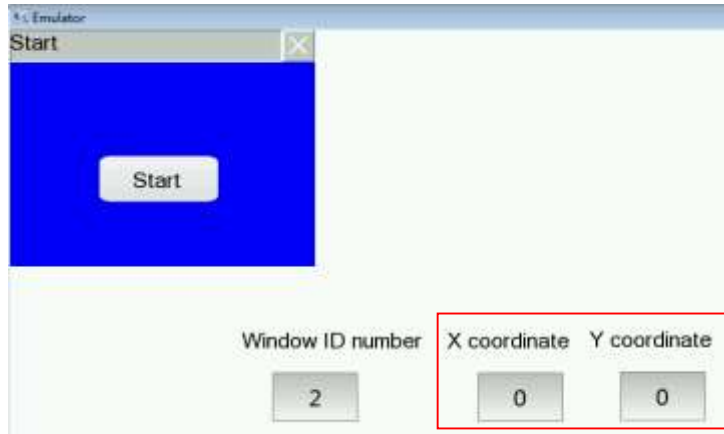 Emulator
Start
Start
Window ID number X coordinate Y coordinate
2 0 0